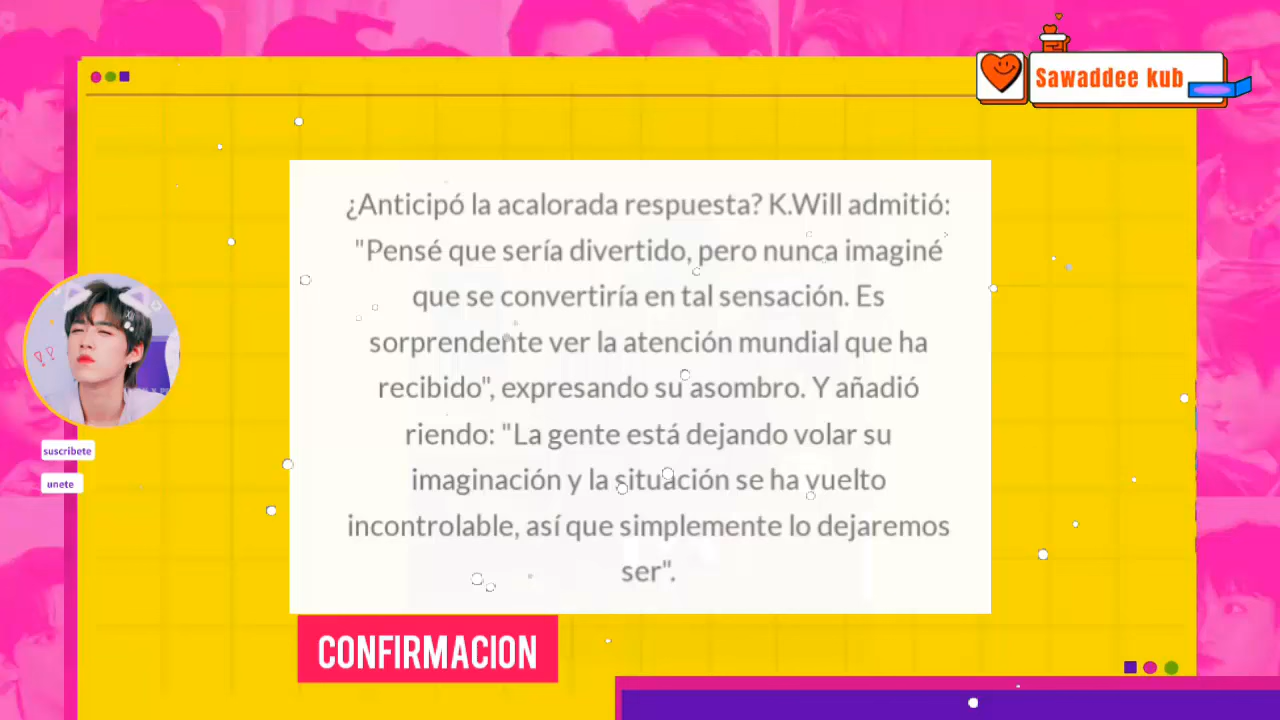 Sawaddee kub
¿Anticipó la acalorada respuesta? K.Will admitió:
"Pensé que sería divertido, pero nunca imaginé
que se convertiría en tal sensación. Es
sorprendente ver la atención mundial que ha
recibido", expresando su asombro. Y añadió
riendo: "La gente está dejando volar su
imaginación y la situación se ha vuelto
incontrolable, así que simplemente lo dejaremos
ser".
suscribete
unete
CONFIRMACION